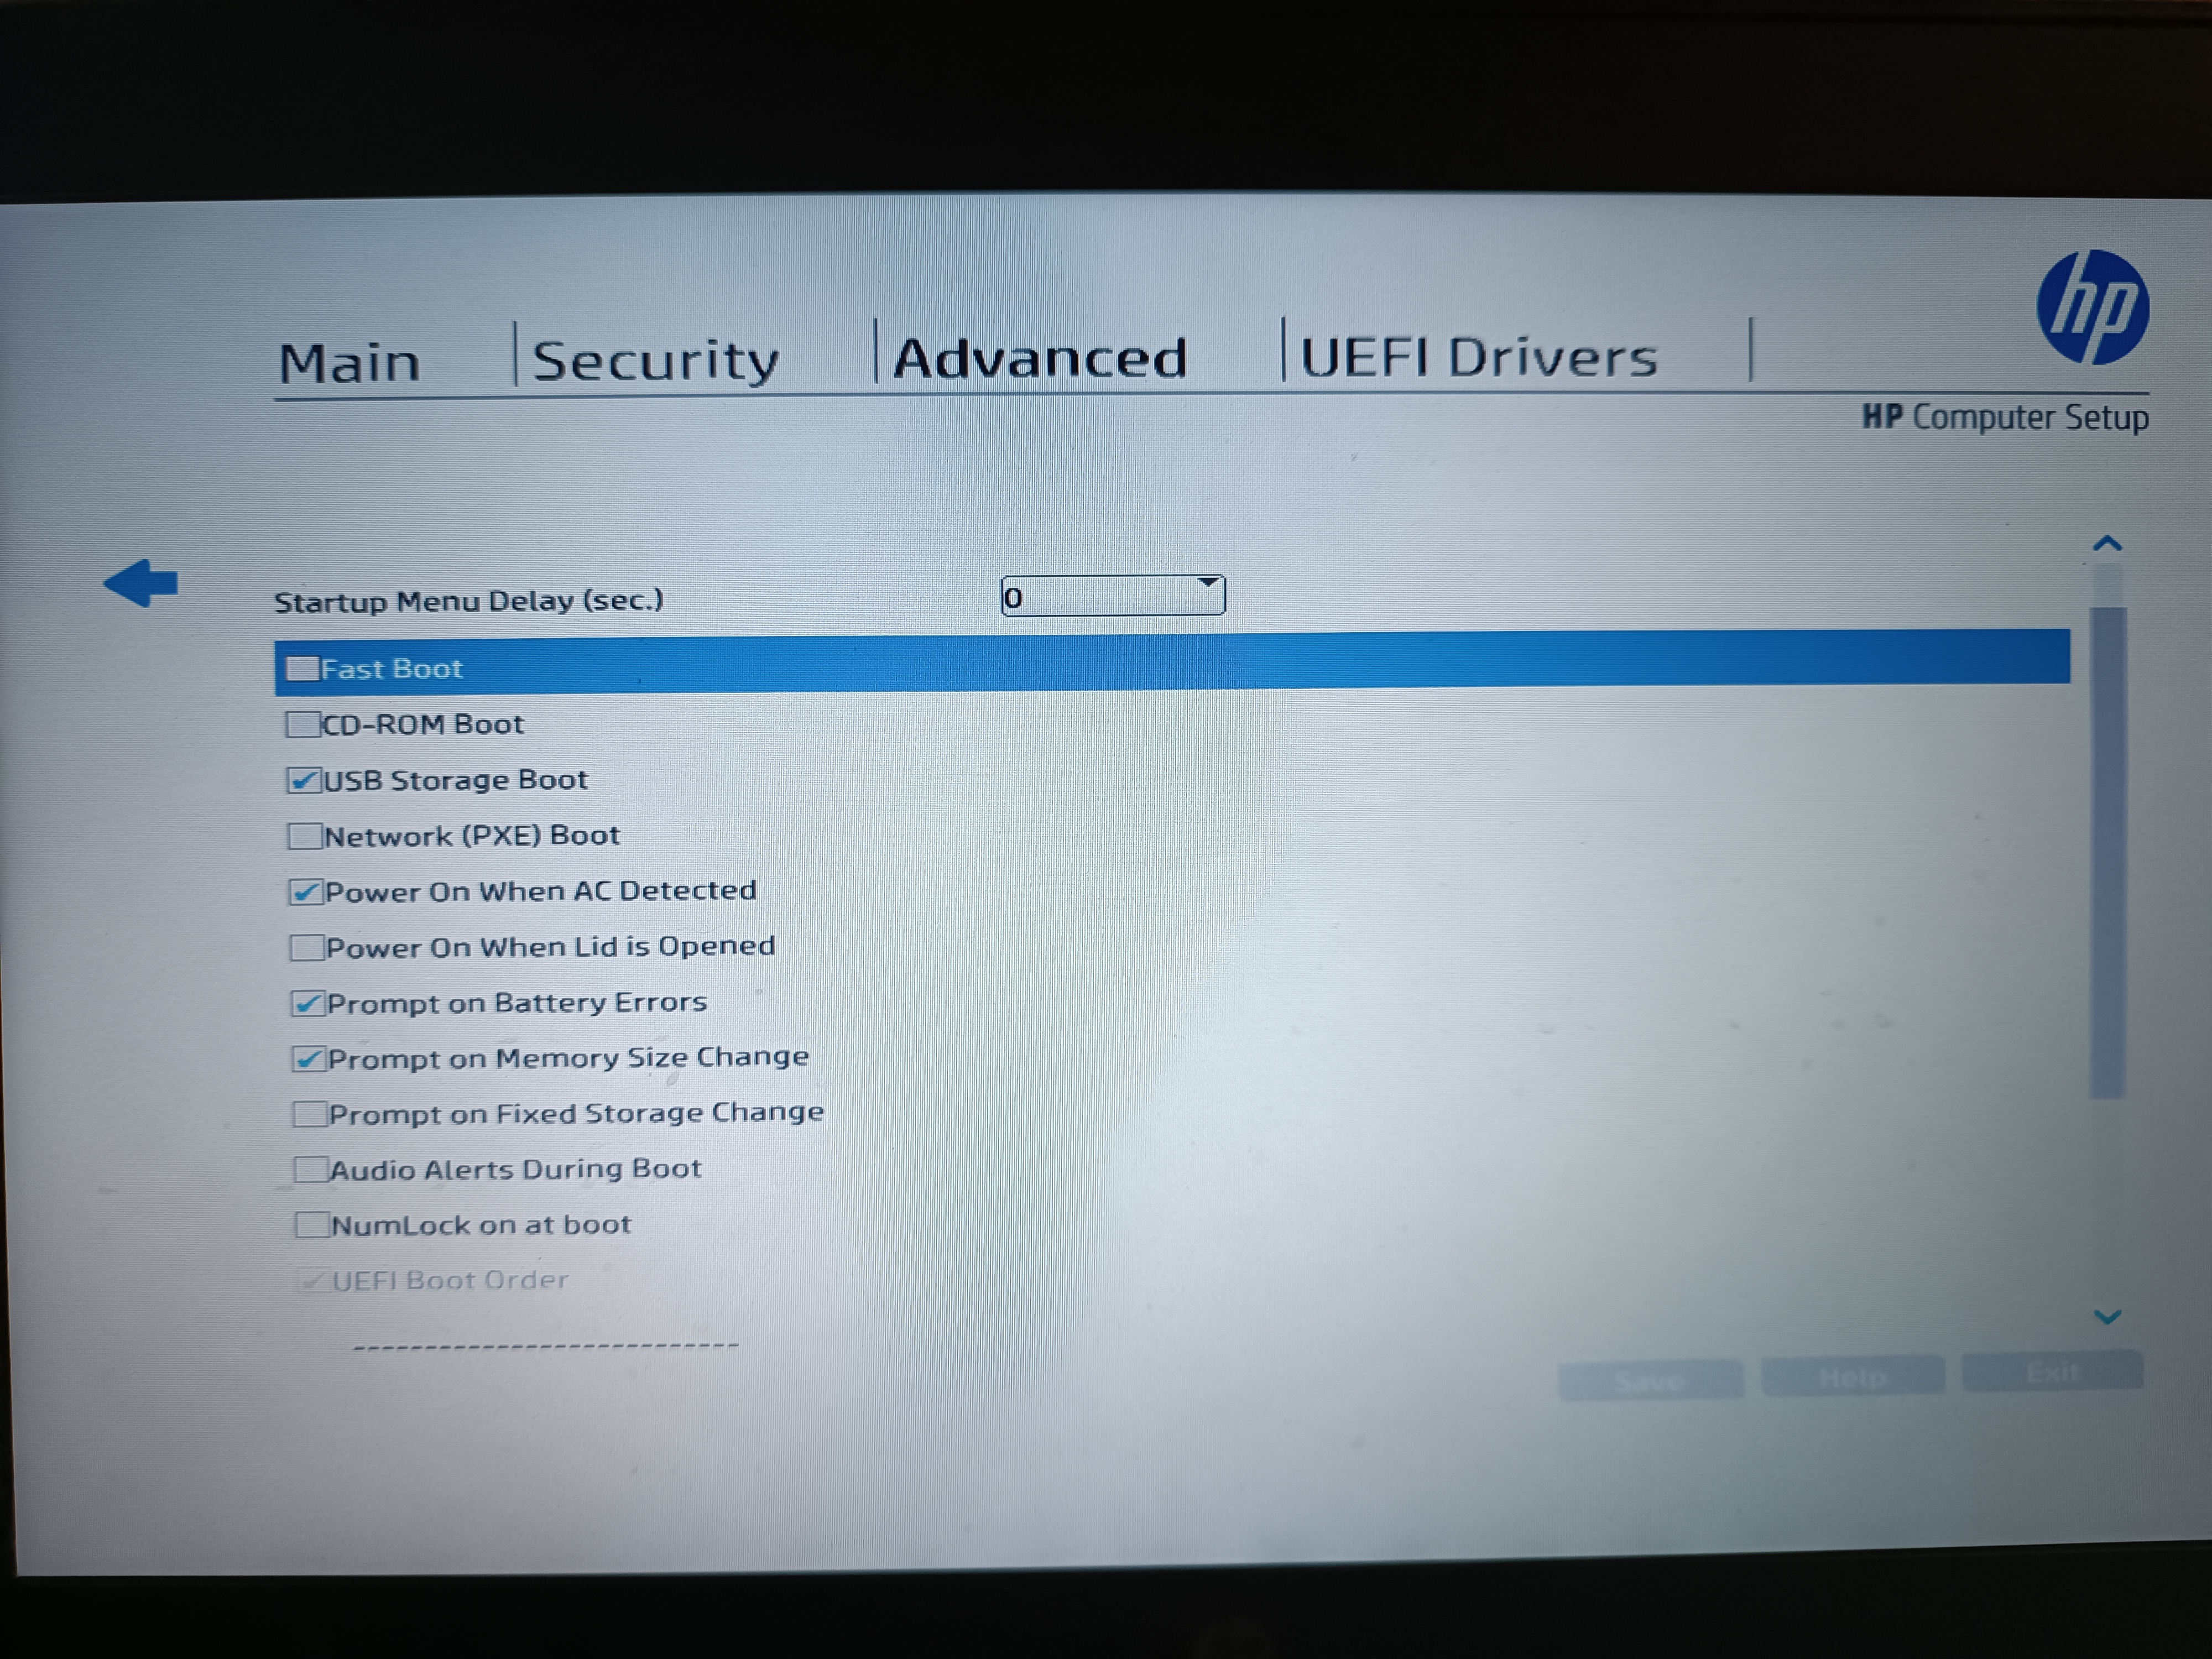 hp
Main Security Advanced UEFI Drivers
HP Computer Setup
Startup Menu Delay (sec.) 0
Fast Boot
CD-ROM Boot
USB Storage Boot
Network (PXE) Boot
Power On When AC Detected
Power On When Lid is Opened
Prompt on Battery Errors
Prompt on Memory Size Change
Prompt on Fixed Storage Change
Audio Alerts During Boot
NumLock on at boot
UEFI Boot Order
---------------------------
Save Help Exit